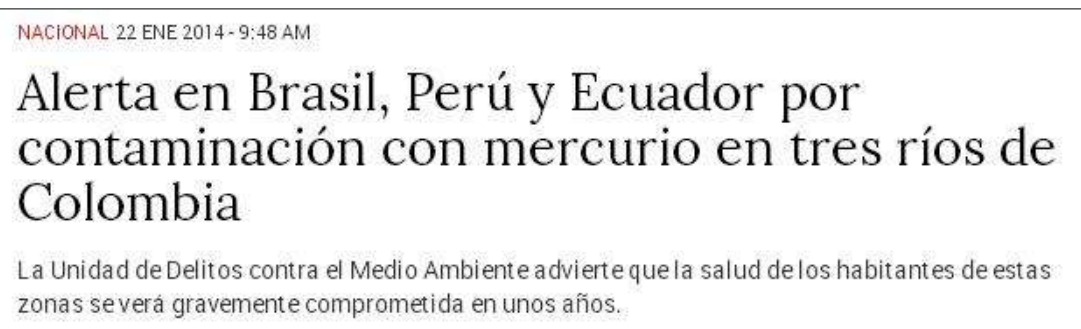 NACIONAL 22 ENE 2014 - 9:48 AM
Alerta en Brasil, Perú y Ecuador por
contaminación con mercurio en tres ríos de
Colombia
La Unidad de Delitos contra el Medio Ambiente advierte que la salud de los habitantes de estas
zonas se verá gravemente comprometida en unos años.